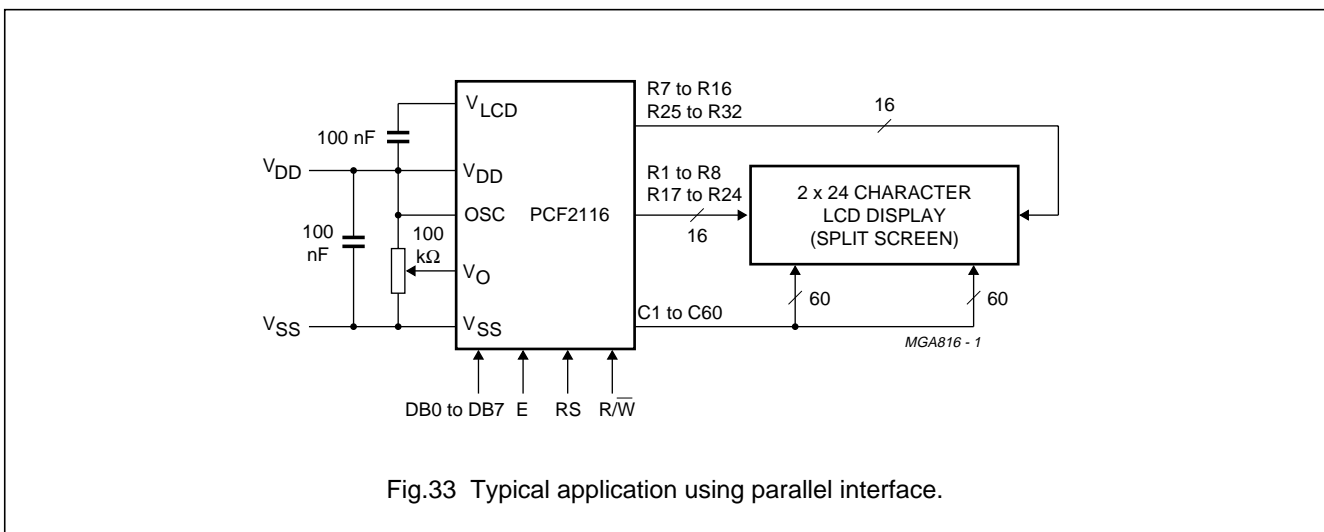 R7 to R16
R25 to R32
16
VLCD
100 nF
VDD
VDD
R1 to R8
R17 to R24
16
2 x 24 CHARACTER
LCD DISPLAY
(SPLIT SCREEN)
OSC
PCF2116
100
nF
100
kΩ
VO
60
60
C1 to C60
VSS
VSS
MGA816 - 1
DB0 to DB7 E RS R/W̅
Fig.33 Typical application using parallel interface.